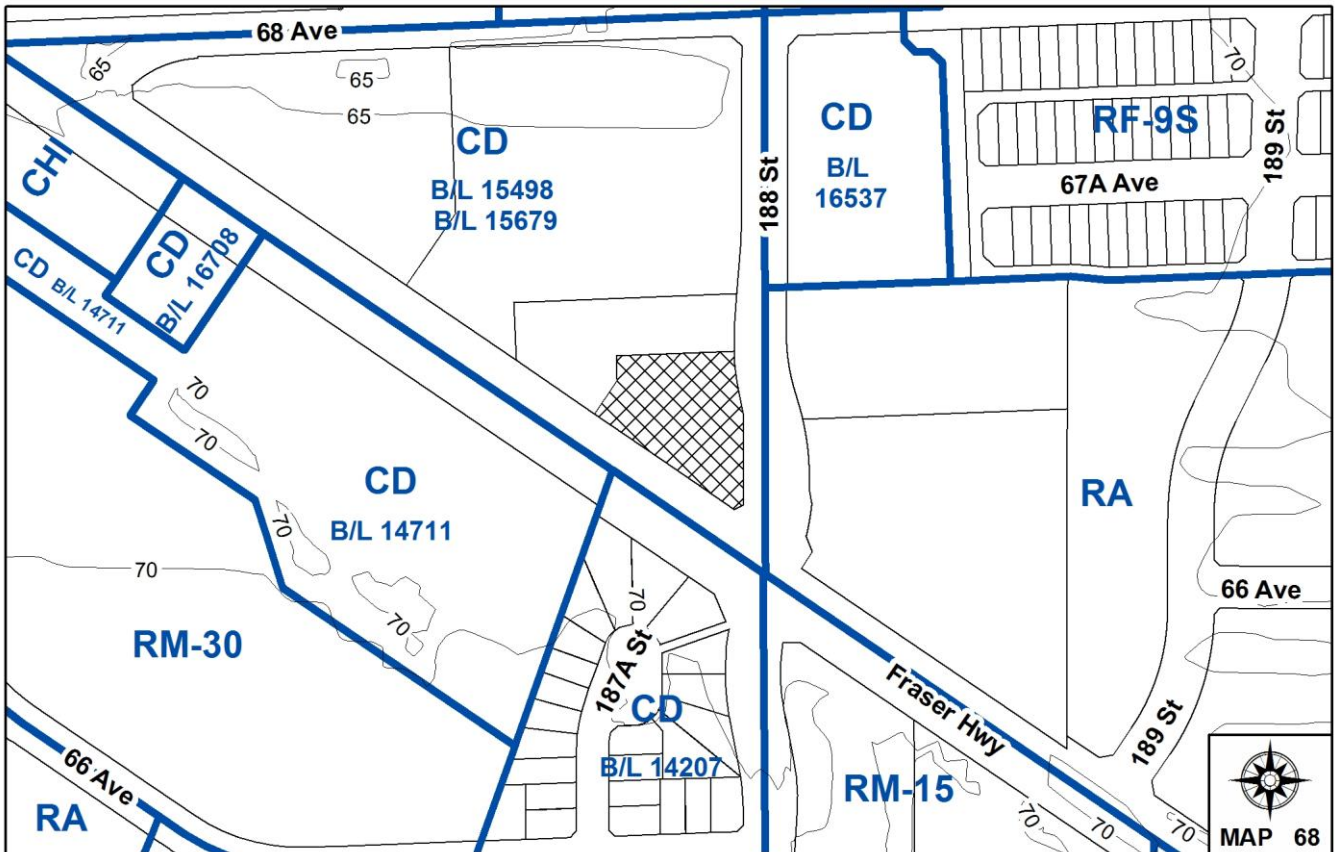 68 Ave
65
65
65
CD
B/L 15498
B/L 15679
188 St
CD
B/L
16537
70
RF-9S
189 St
67A Ave
CHI
CD
B/L 16708
CD B/L 14711
70
70
CD
B/L 14711
70
70
70
RM-30
RA
66 Ave
70
187A St
CD
B/L 14207
Fraser Hwy
189 St
RM-15
70
70
70
66 Ave
RA
MAP 68